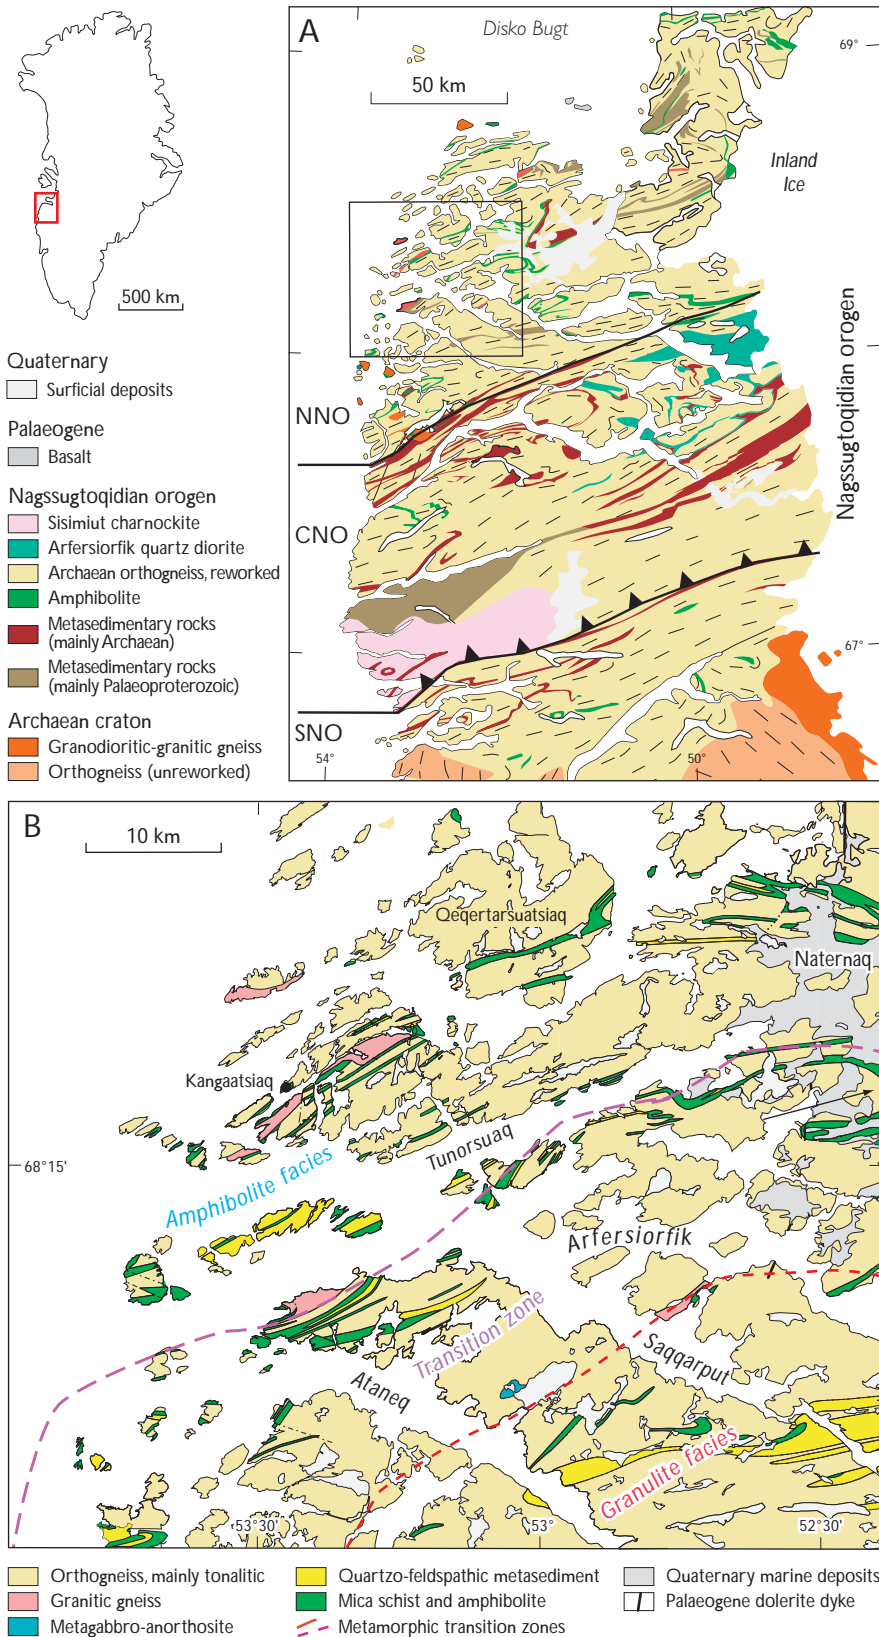 500 km
Quaternary
Surficial deposits
Palaeogene
Basalt
Nagssugtoqidian orogen
Sisimiut charnockite
Arfersiorfik quartz diorite
Archaean orthogneiss, reworked
Amphibolite
Metasedimentary rocks
(mainly Archaean)
Metasedimentary rocks
(mainly Palaeoproterozoic)
Archaean craton
Granodioritic-granitic gneiss
Orthogneiss (unreworked)
A
Disko Bugt
69°
50 km
Inland
Ice
NNO
CNO
Nagssugtoqidian orogen
67°
SNO
54°
50°
B
10 km
Qeqertarsuatsiaq
Naternaq
Kangaatsiaq
Tunorsuaq
68°15'
Amphibolite facies
Arfersiorfik
Transition zone
Saqqarput
Ataneq
Granulite facies
53°30'
53°
52°30'
Orthogneiss, mainly tonalitic
Granitic gneiss
Metagabbro-anorthosite
Quartzo-feldspathic metasediment
Mica schist and amphibolite
Metamorphic transition zones
Quaternary marine deposits
Palaeogene dolerite dyke